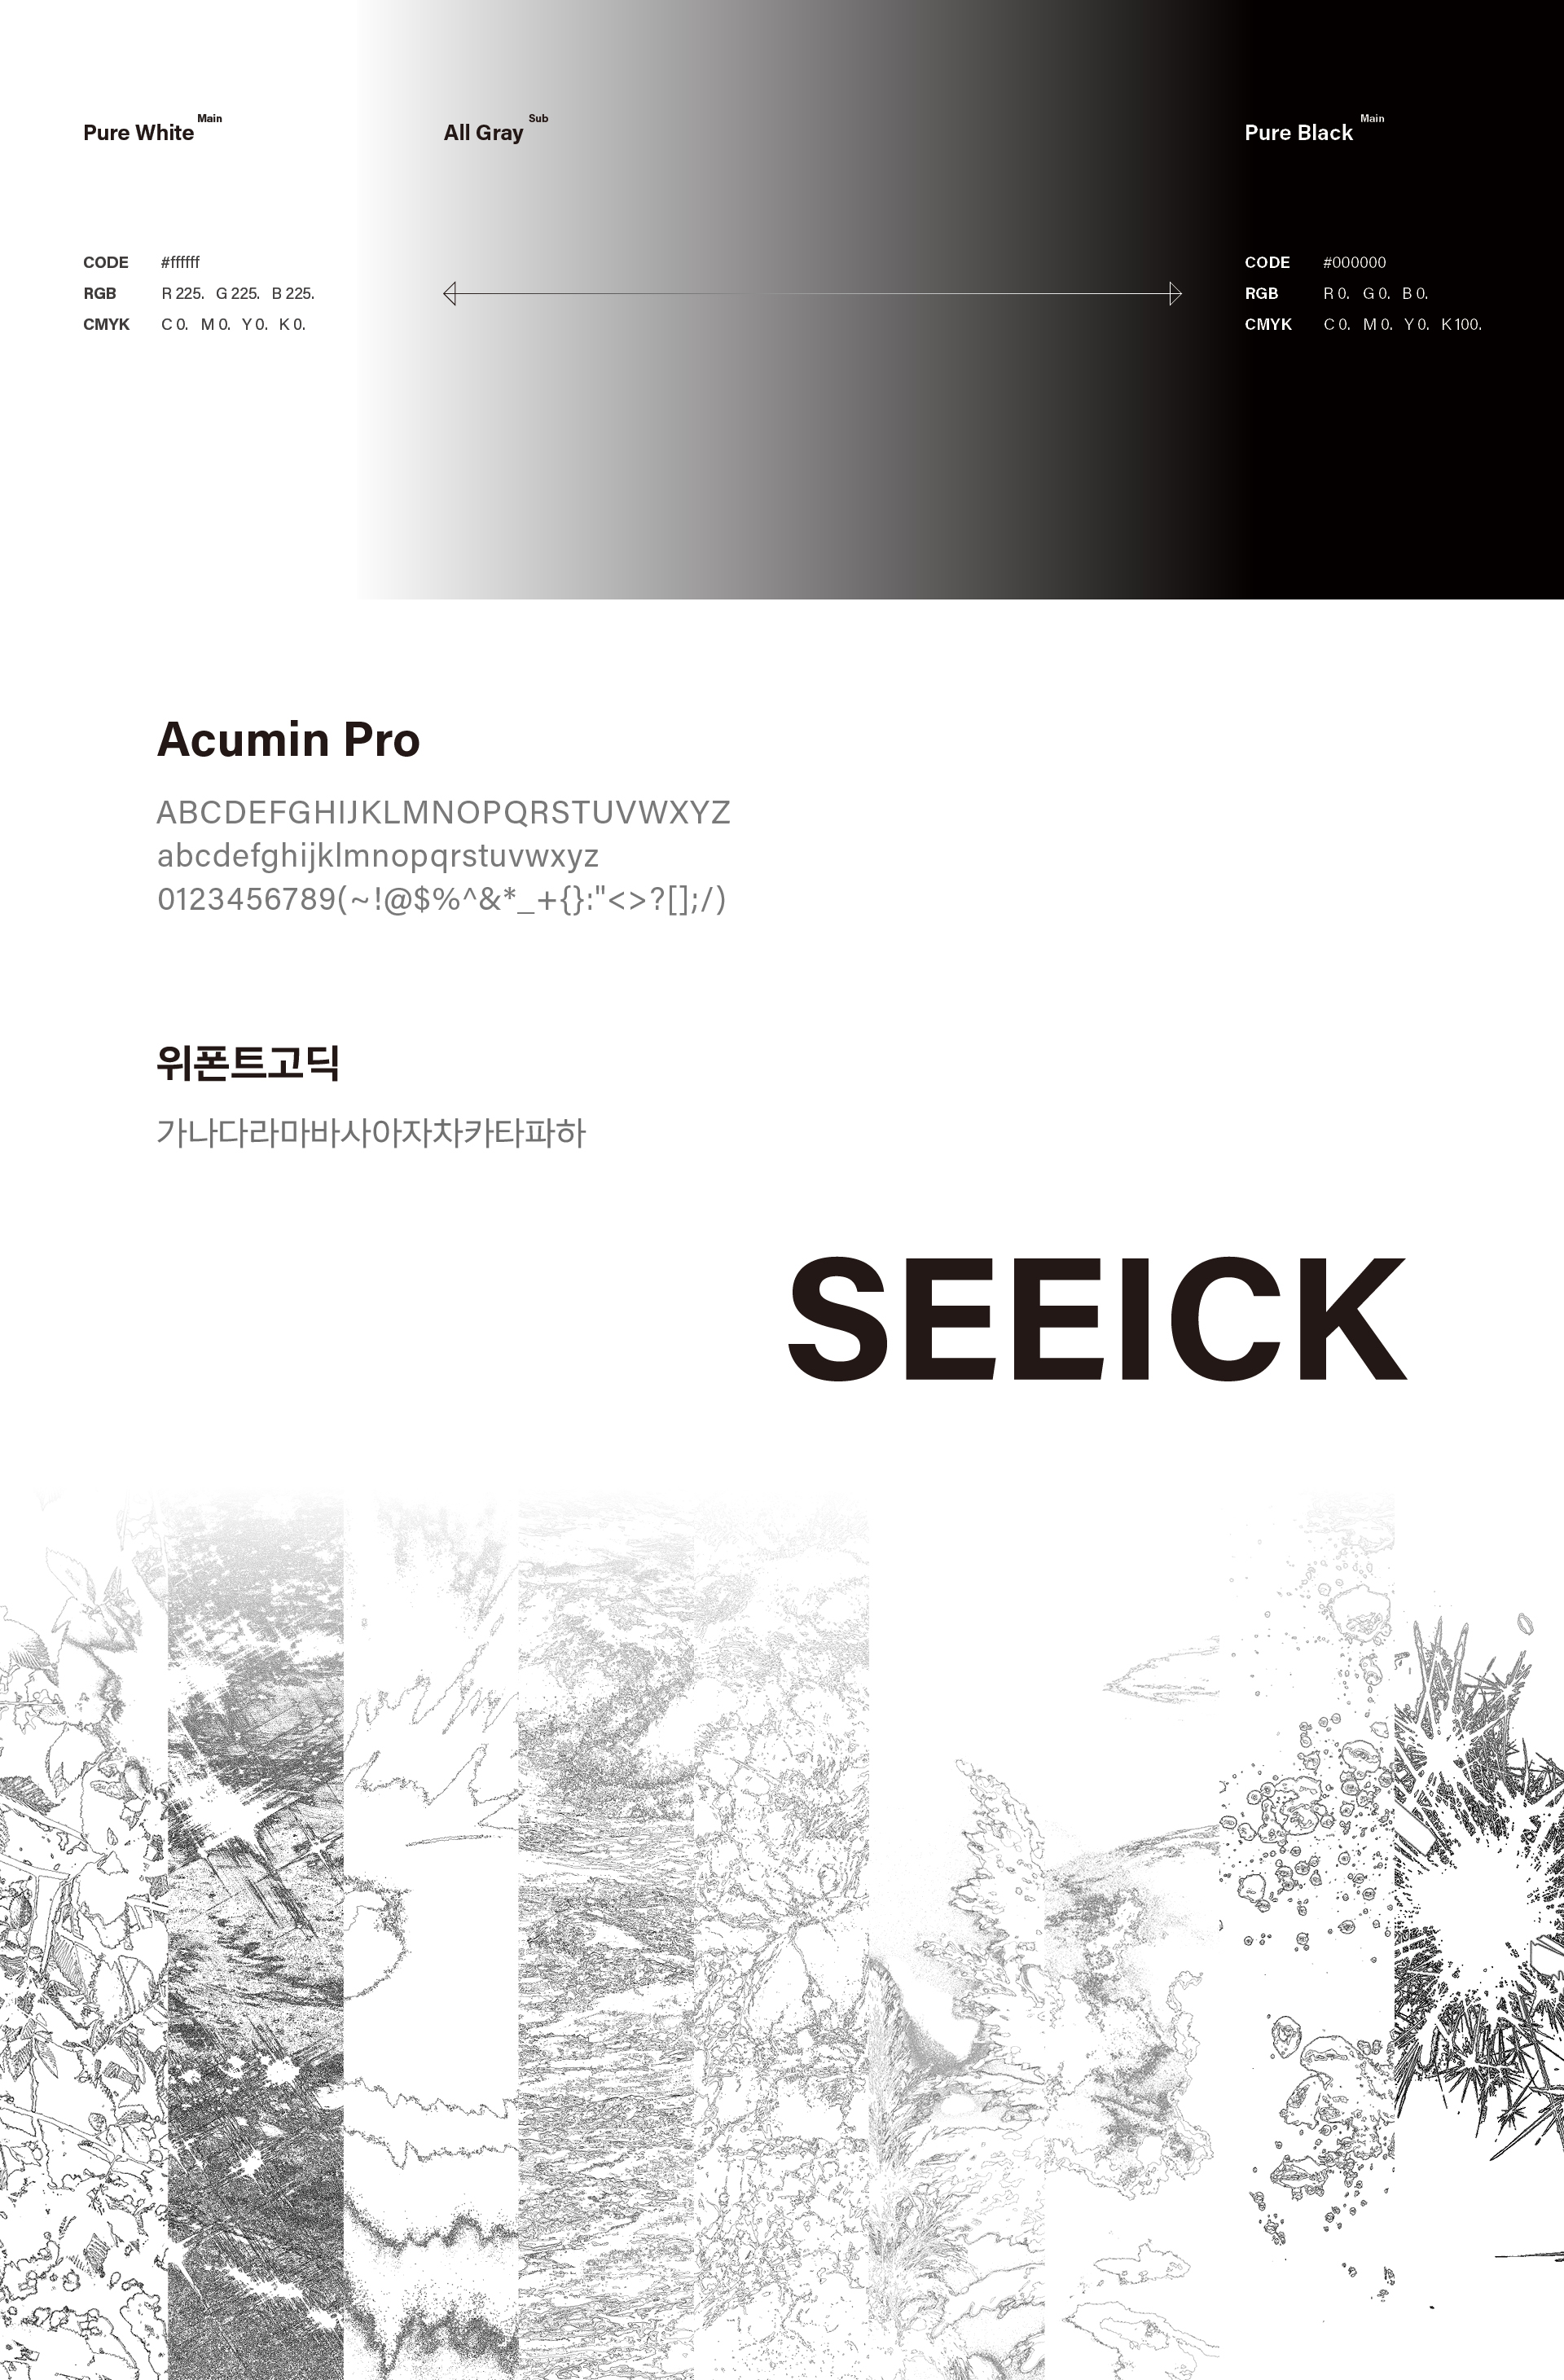 Pure White Main
All Gray Sub
Pure Black Main
CODE #ffffff
RGB R 225. G 225. B 225.
CMYK C 0. M 0. Y 0. K 0.
CODE #000000
RGB R 0. G 0. B 0.
CMYK C 0. M 0. Y 0. K 100.
Acumin Pro
ABCDEFGHIJKLMNOPQRSTUVWXYZ
abcdefghijklmnopqrstuvwxyz
0123456789(~!@$%^&*_+{}:"<>?[];/)
위폰트고딕
가나다라마바사아자차카타파하
SEEICK